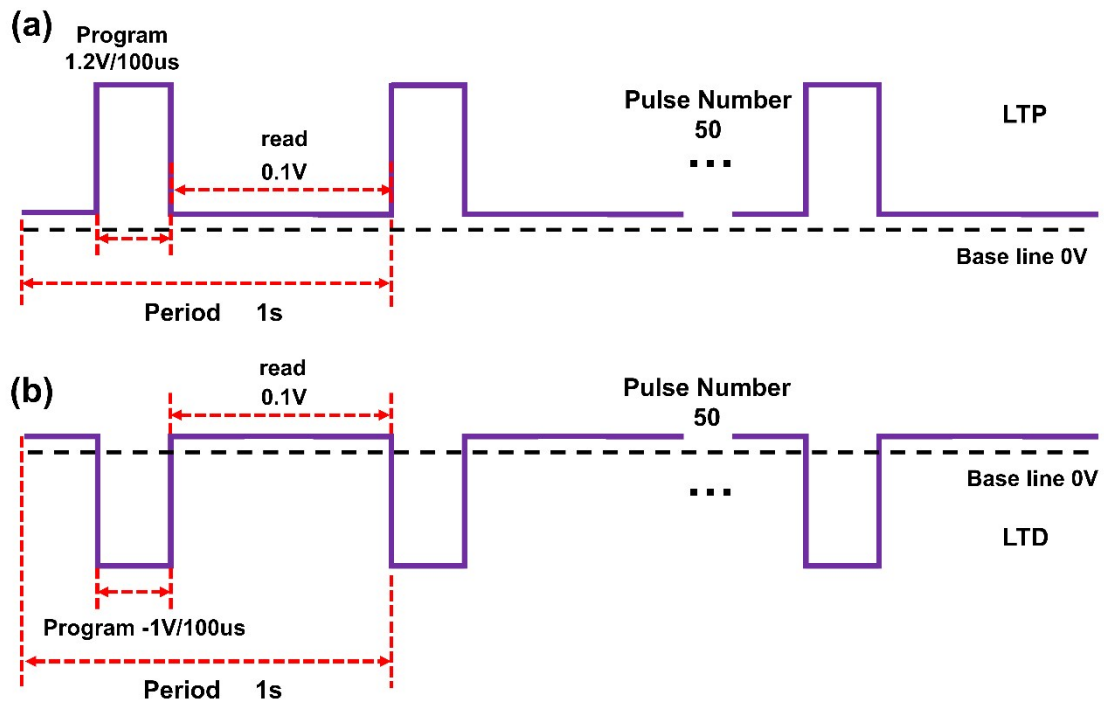 (a)
Program
1.2V/100us
read
0.1V
Pulse Number
50
...
LTP
Base line 0V
Period 1s
(b)
read
0.1V
Pulse Number
50
...
Base line 0V
LTD
Program -1V/100us
Period 1s